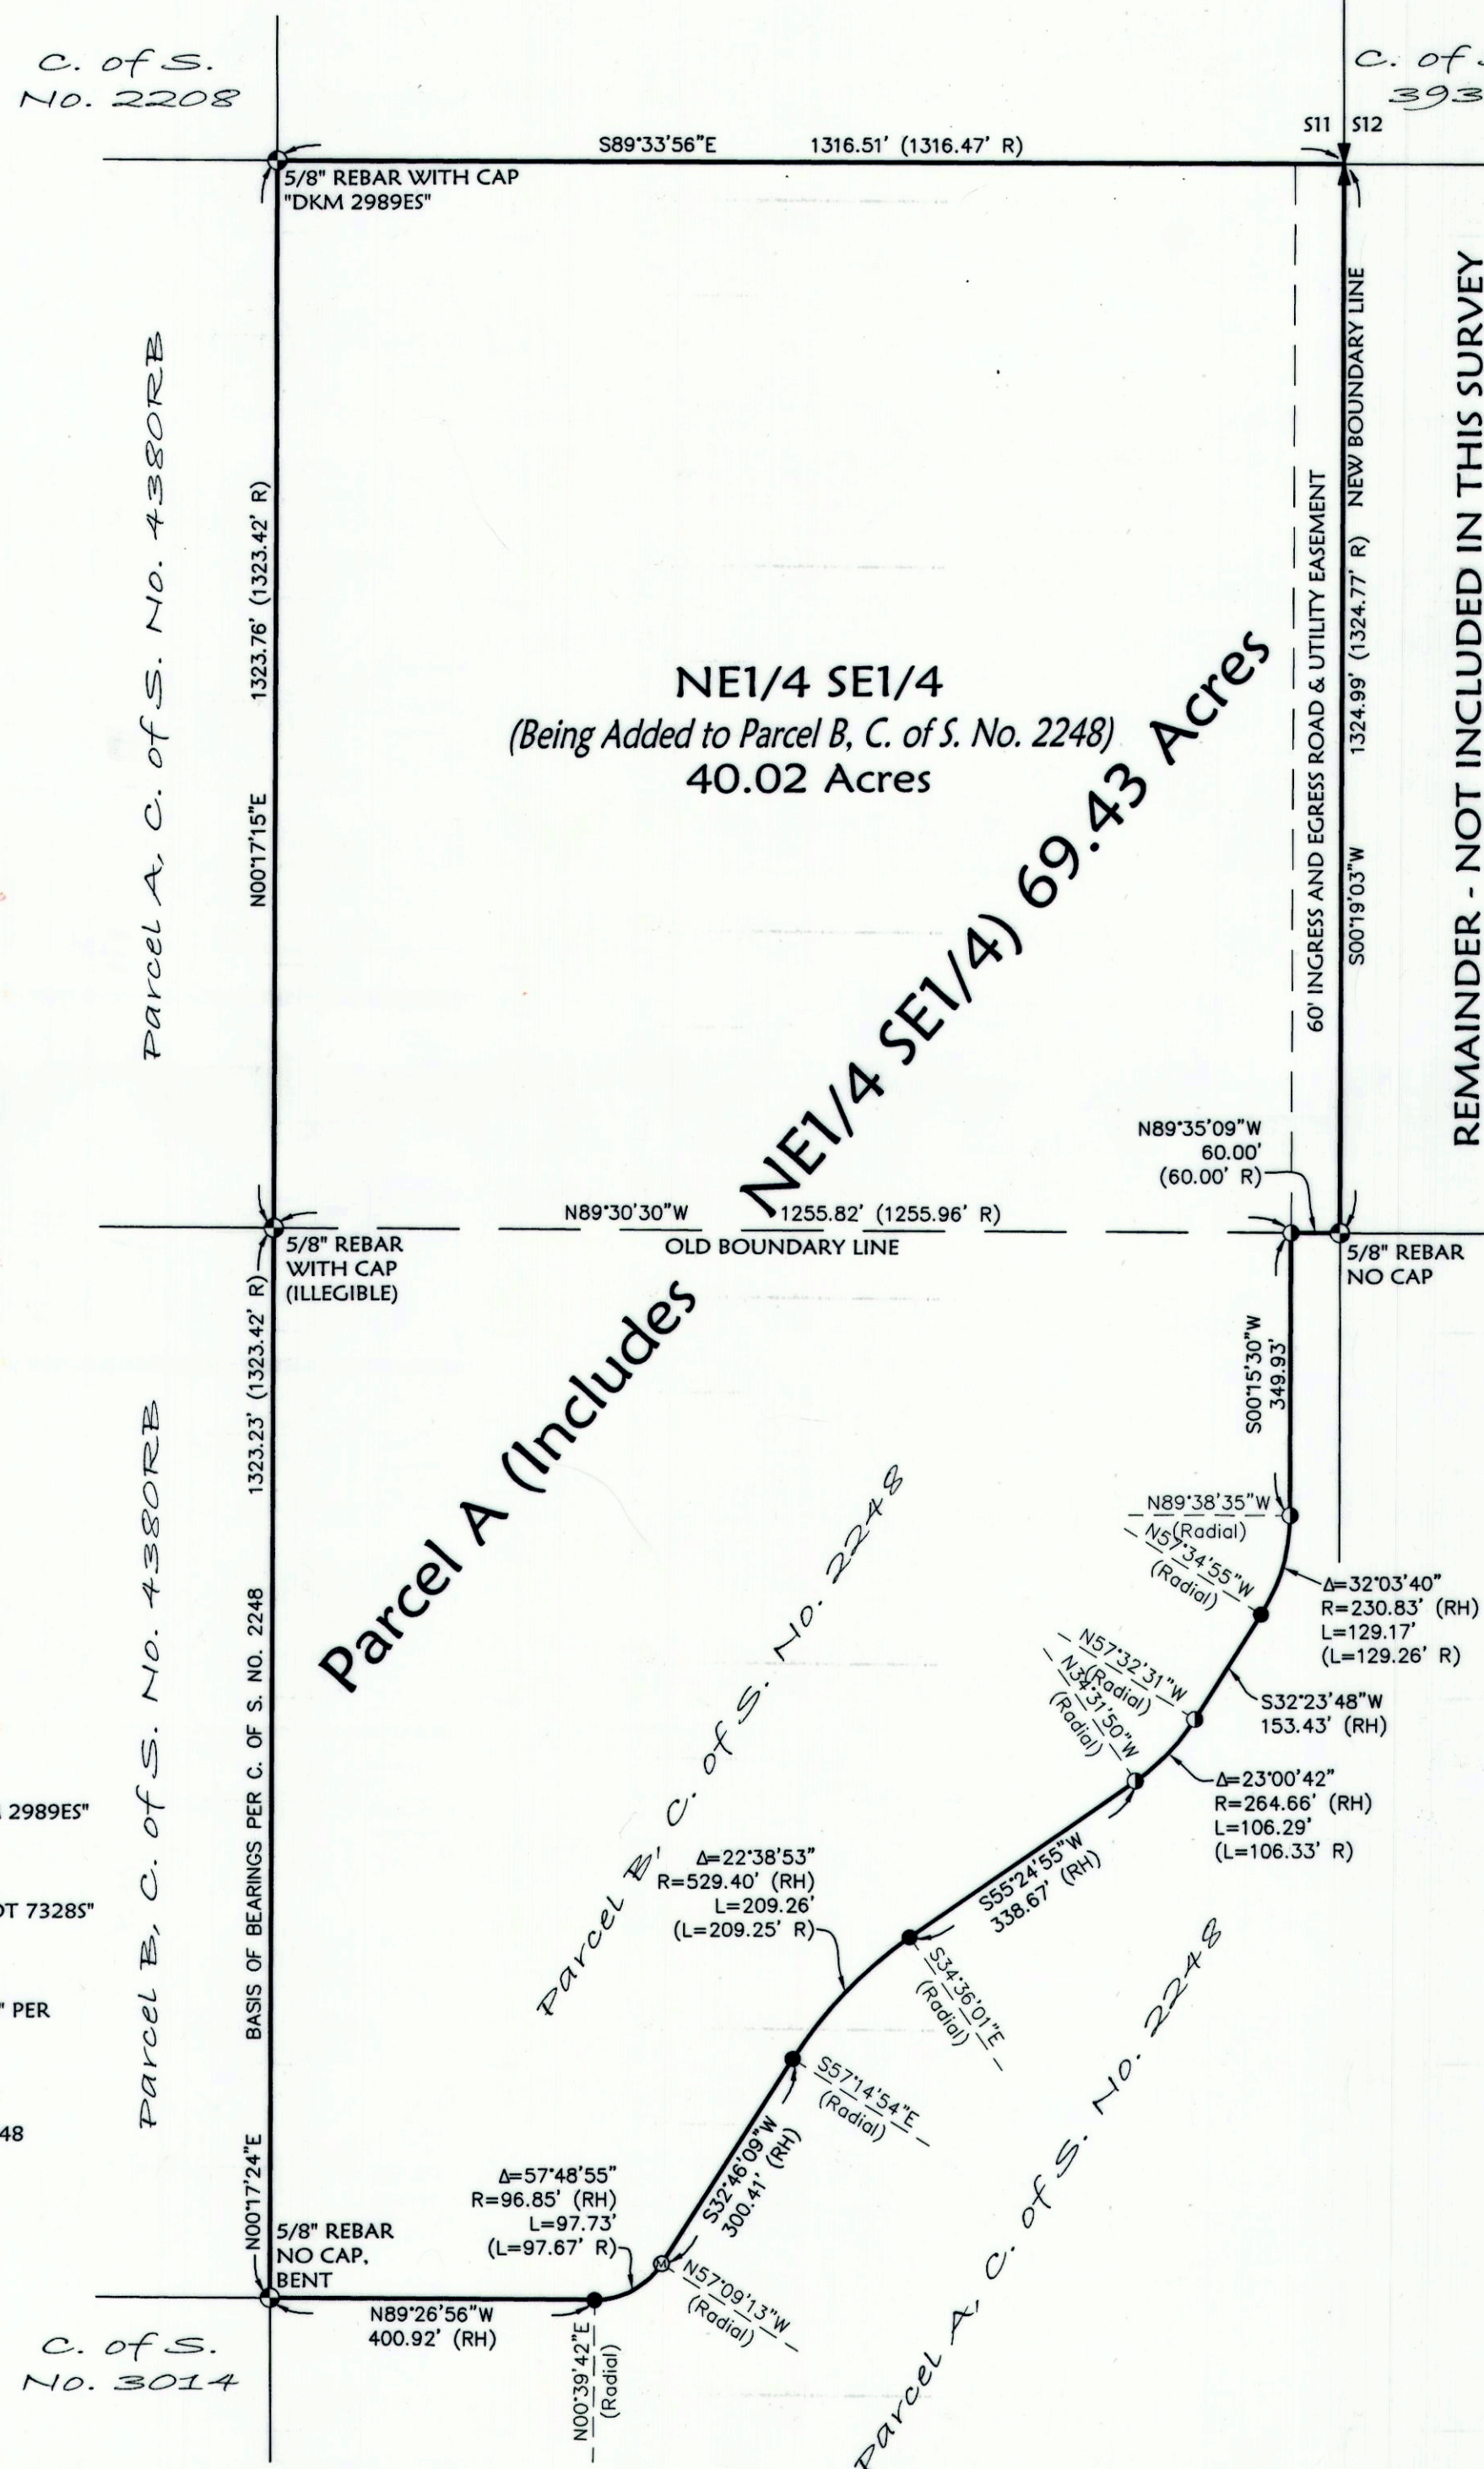 C. of S.
No. 2208
C. of
393
S11 S12
S89°33'56"E 1316.51' (1316.47' R)
5/8" REBAR WITH CAP
"DKM 2989ES"
Parcel A, C. of S. No. 4380RB
N00°17'15"E 1323.76' (1323.42' R)
NE1/4 SE1/4
(Being Added to Parcel B, C. of S. No. 2248)
40.02 Acres
60' INGRESS AND EGRESS ROAD & UTILITY EASEMENT
S00°19'03"W 1324.99' (1324.77' R) NEW BOUNDARY LINE
REMAINDER - NOT INCLUDED IN THIS SURVEY
Parcel A (Includes NE1/4 SE1/4) 69.43 Acres
N89°35'09"W
60.00'
(60.00' R)
N89°30'30"W 1255.82' (1255.96' R)
OLD BOUNDARY LINE
5/8" REBAR
WITH CAP
(ILLEGIBLE)
5/8" REBAR
NO CAP
Parcel B, C. of S. No. 4380RB
N00°17'24"E BASIS OF BEARINGS PER C. OF S. NO. 2248 1323.23' (1323.42' R)
S00°15'30"W
349.93'
N89°38'35"W
(Radial)
N57°34'55"W
(Radial)
Δ=32°03'40"
R=230.83' (RH)
L=129.17'
(L=129.26' R)
N57°32'31"W
(Radial)
N34°31'50"W
(Radial)
S32°23'48"W
153.43' (RH)
Δ=23°00'42"
R=264.66' (RH)
L=106.29'
(L=106.33' R)
2989ES"
Parcel B, C. of S. No. 2248
Δ=22°38'53"
R=529.40' (RH)
L=209.26'
(L=209.25' R)
S55°24'55"W
338.67' (RH)
7328S"
S34°36'01"E
(Radial)
" PER
S57°14'54"E
(Radial)
48
S32°46'09"W
300.41' (RH)
Δ=57°48'55"
R=96.85' (RH)
L=97.73'
(L=97.67' R)
M
N57°09'13"W
(Radial)
5/8" REBAR
NO CAP,
BENT
N89°26'56"W
400.92' (RH)
N00°39'42"E
(Radial)
C. of S.
No. 3014
Parcel A, C. of S. No. 2248